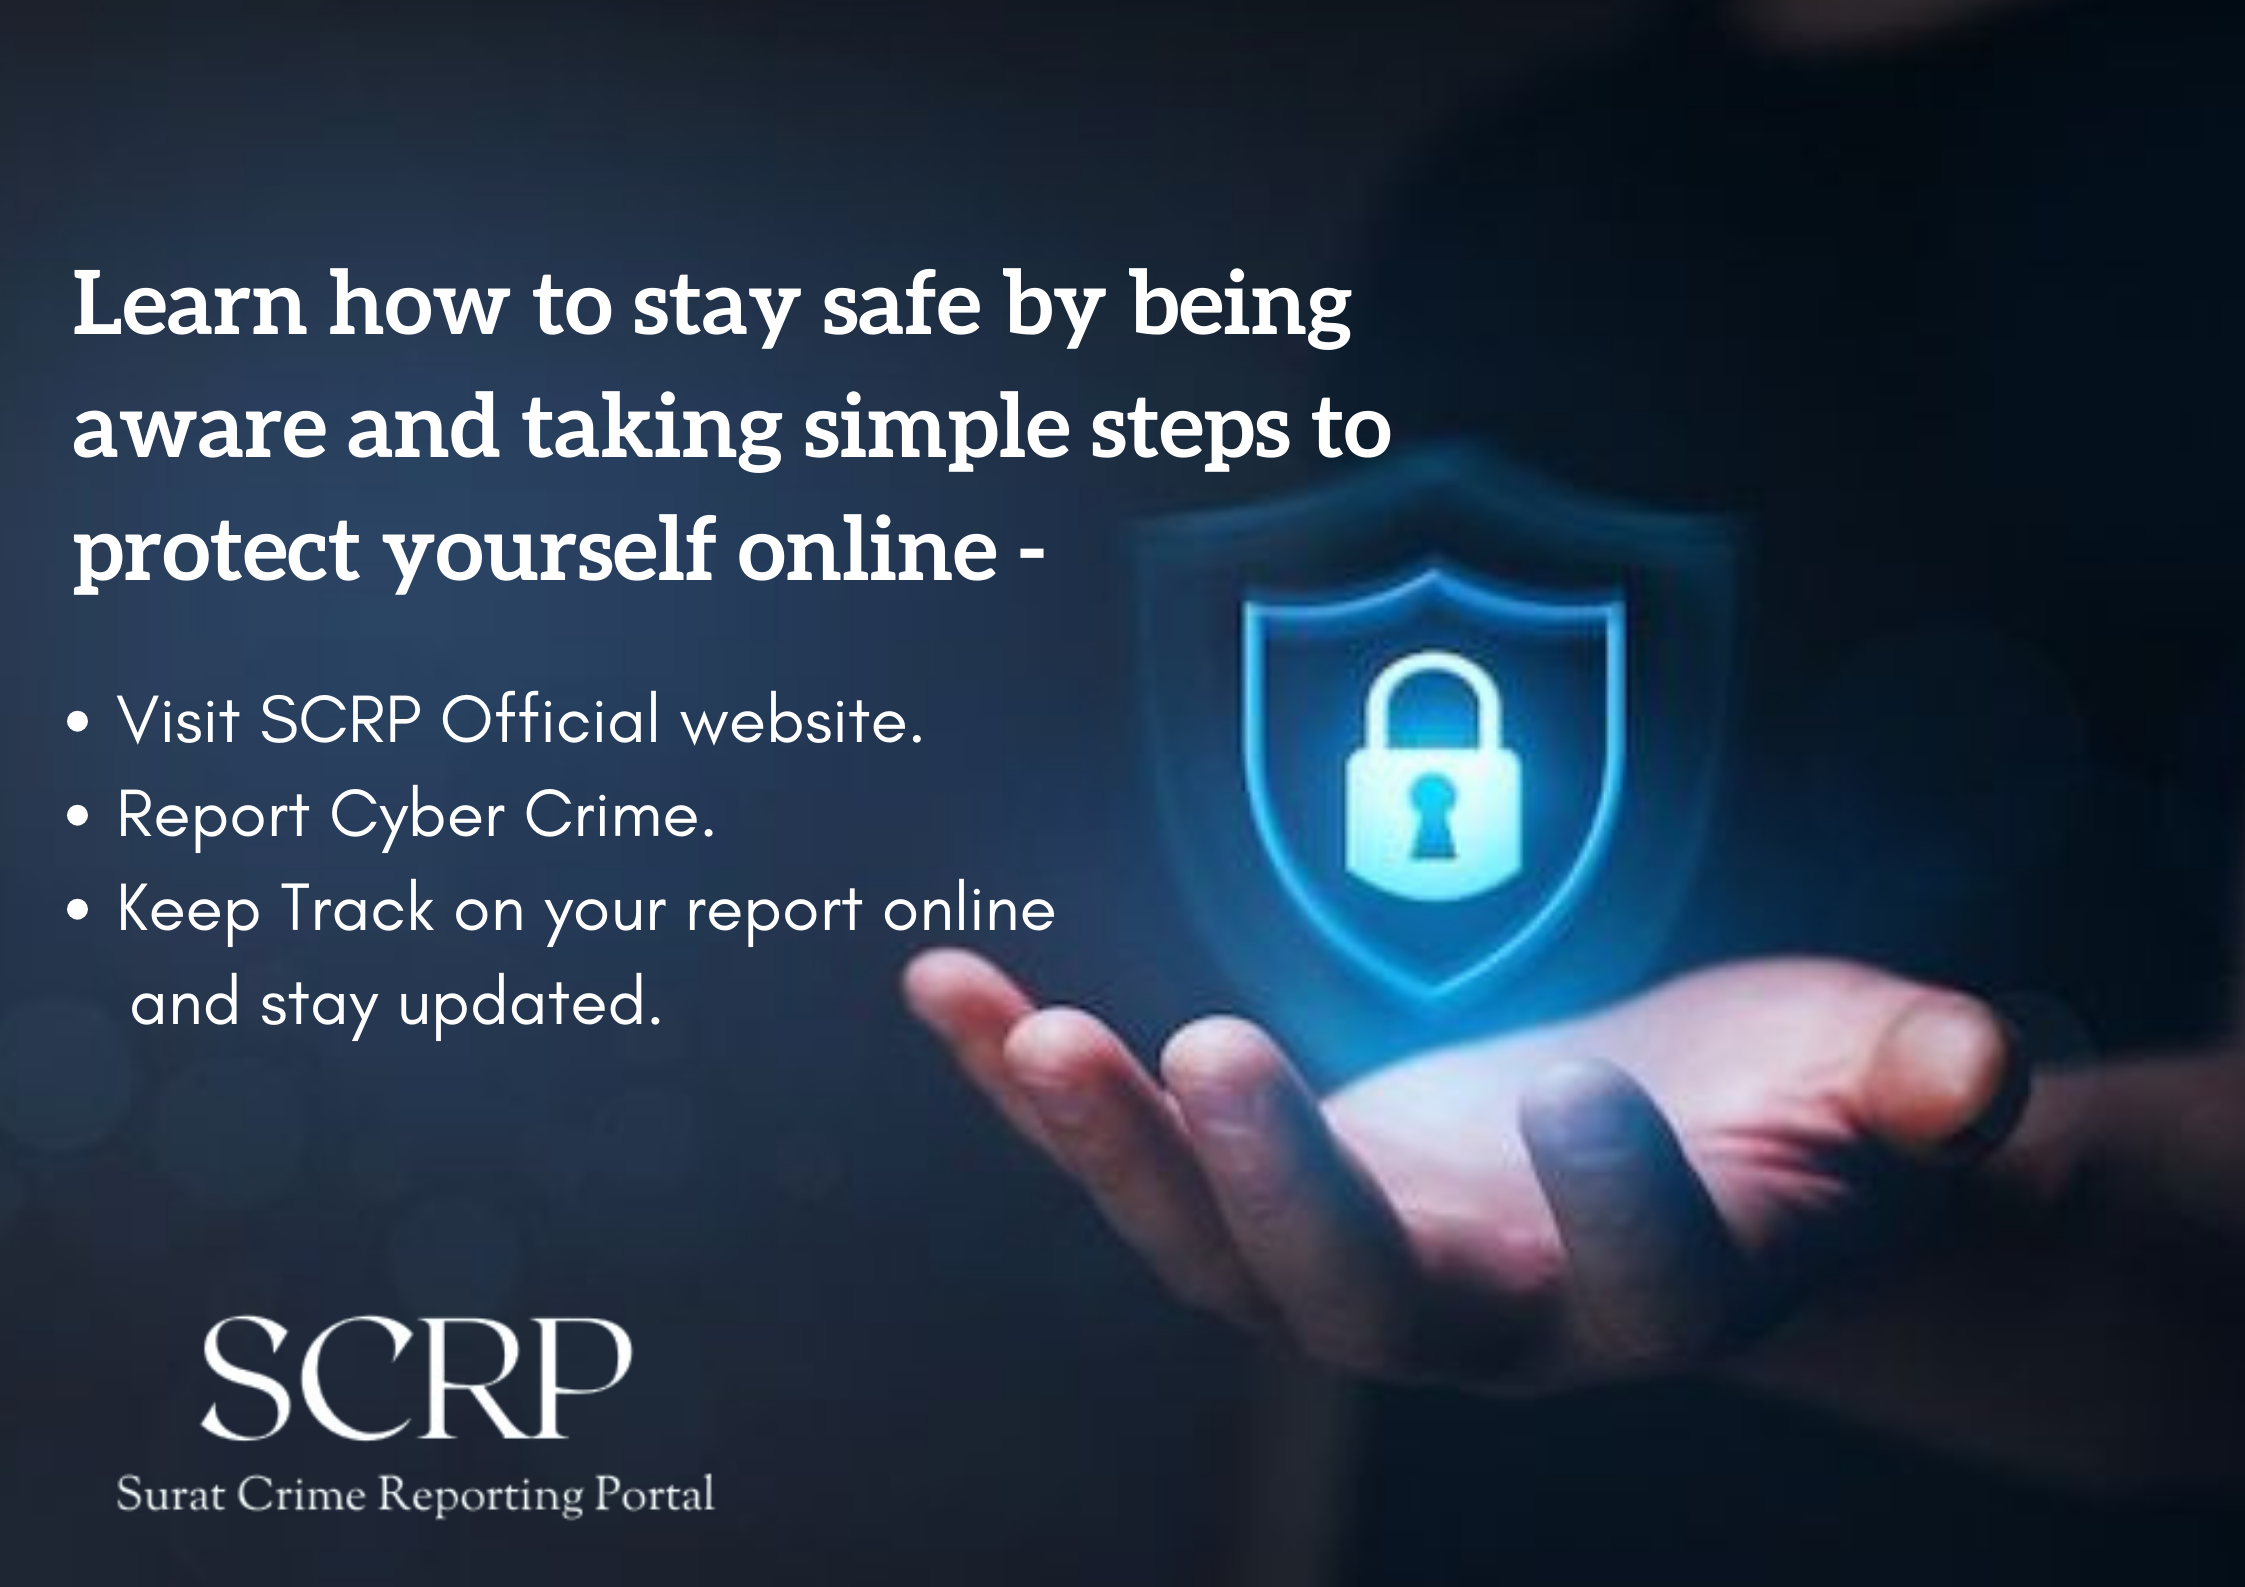 Learn how to stay safe by being
aware and taking simple steps to
protect yourself online -
• Visit SCRP Official website.
• Report Cyber Crime.
• Keep Track on your report online
and stay updated.
SCRP
Surat Crime Reporting Portal